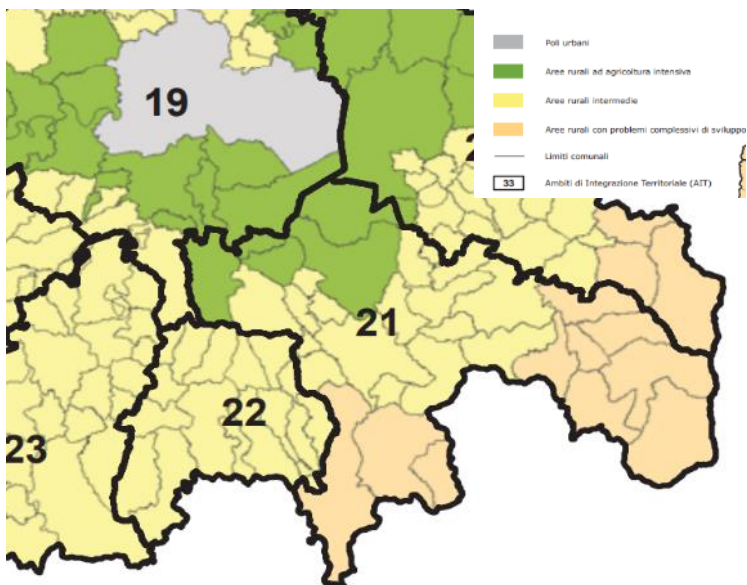 Poli urbani
Aree rurali ad agricoltura intensiva
Aree rurali intermedie
Aree rurali con problemi complessivi di sviluppo
Limiti comunali
33 Ambiti di Integrazione Territoriale (AIT)
19
21
22
23